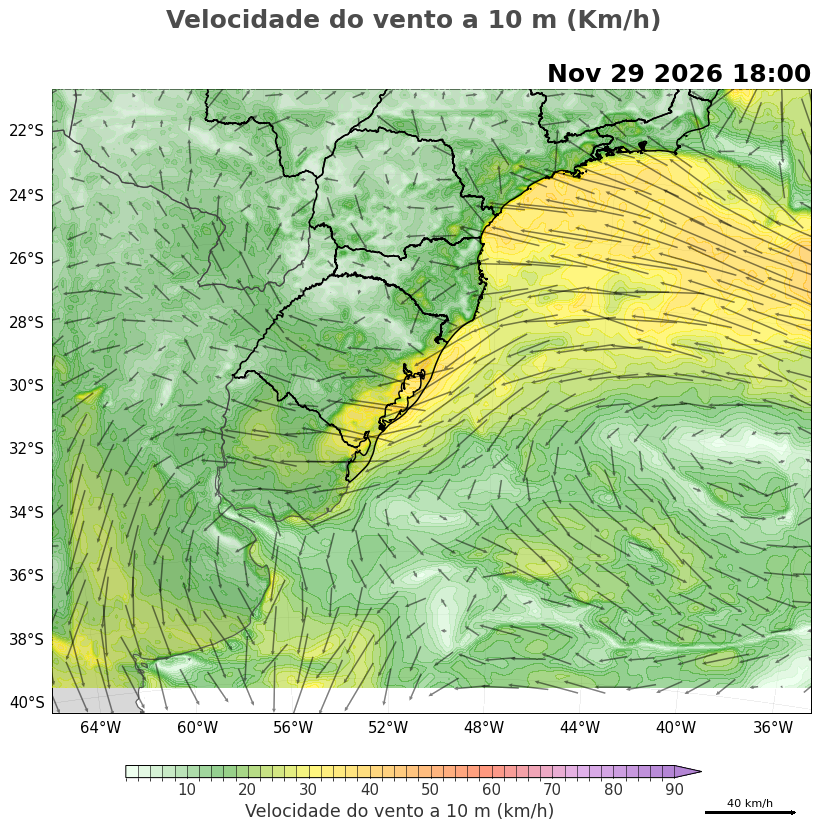 Velocidade do vento a 10 m (Km/h)
Nov 29 2026 18:00
22°S
24°S
26°S
28°S
30°S
32°S
34°S
36°S
38°S
40°S
64°W 60°W 56°W 52°W 48°W 44°W 40°W 36°W
10 20 30 40 50 60 70 80 90
Velocidade do vento a 10 m (km/h)
40 km/h